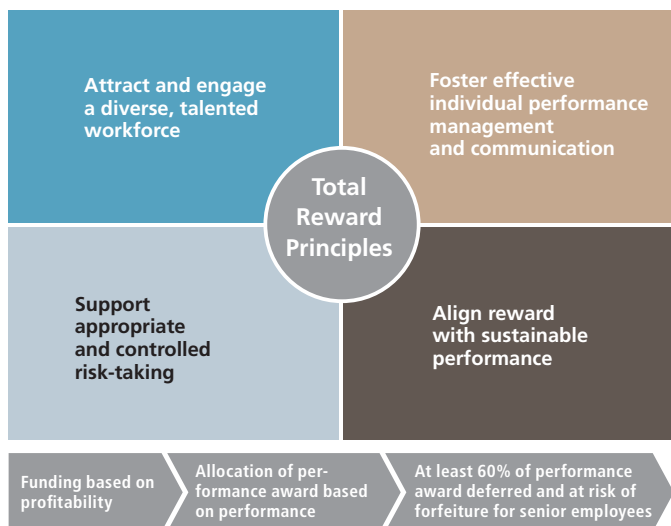 Attract and engage
a diverse, talented
workforce
Foster effective
individual performance
management
and communication
Total
Reward
Principles
Support
appropriate
and controlled
risk-taking
Align reward
with sustainable
performance
Funding based on
profitability
Allocation of per-
formance award based
on performance
At least 60% of performance
award deferred and at risk of
forfeiture for senior employees